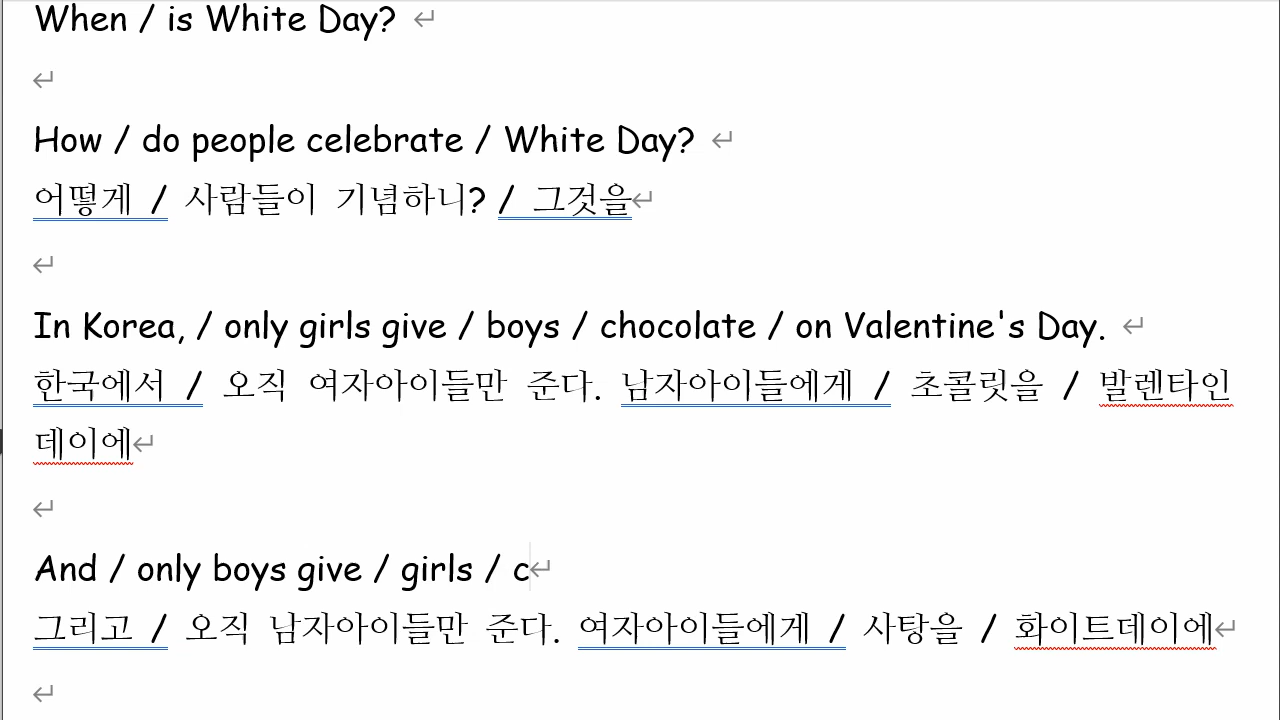 When / is White Day?
How / do people celebrate / White Day?
어떻게 / 사람들이 기념하니? / 그것을
In Korea, / only girls give / boys / chocolate / on Valentine's Day.
한국에서 / 오직 여자아이들만 준다. 남자아이들에게 / 초콜릿을 / 발렌타인
데이에
And / only boys give / girls / c
그리고 / 오직 남자아이들만 준다. 여자아이들에게 / 사탕을 / 화이트데이에